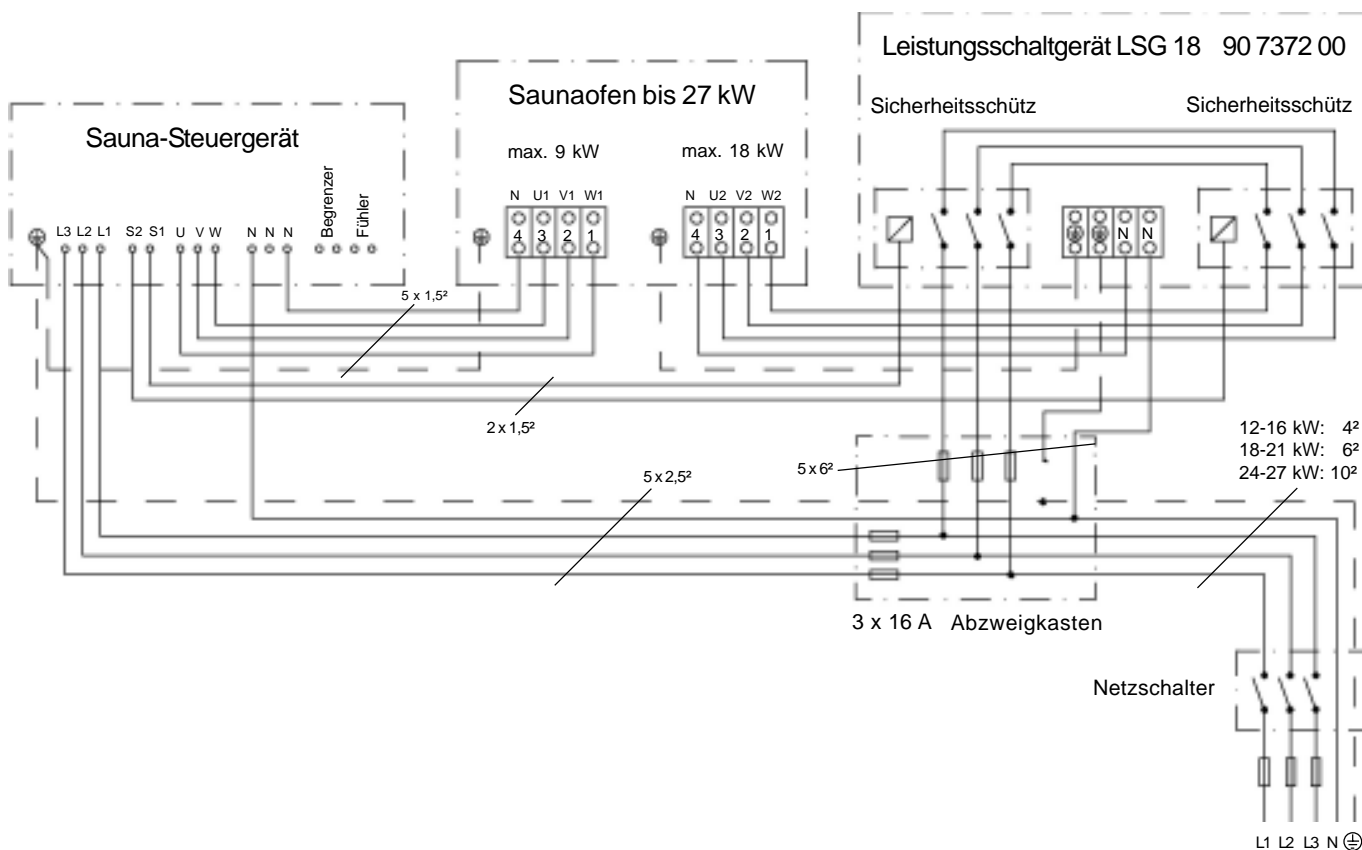 Leistungsschaltgerät LSG 18 90 7372 00
Sicherheitsschütz Sicherheitsschütz
Saunaofen bis 27 kW
max. 9 kW max. 18 kW
N U1 V1 W1
4 3 2 1
N U2 V2 W2
4 3 2 1
N N
Sauna-Steuergerät
Begrenzer
Fühler
L3 L2 L1 S2 S1 U V W N N N
5 x 1,5²
2 x 1,5²
5 x 6²
5 x 2,5²
12-16 kW: 4²
18-21 kW: 6²
24-27 kW: 10²
3 x 16 A Abzweigkasten
Netzschalter
L1 L2 L3 N